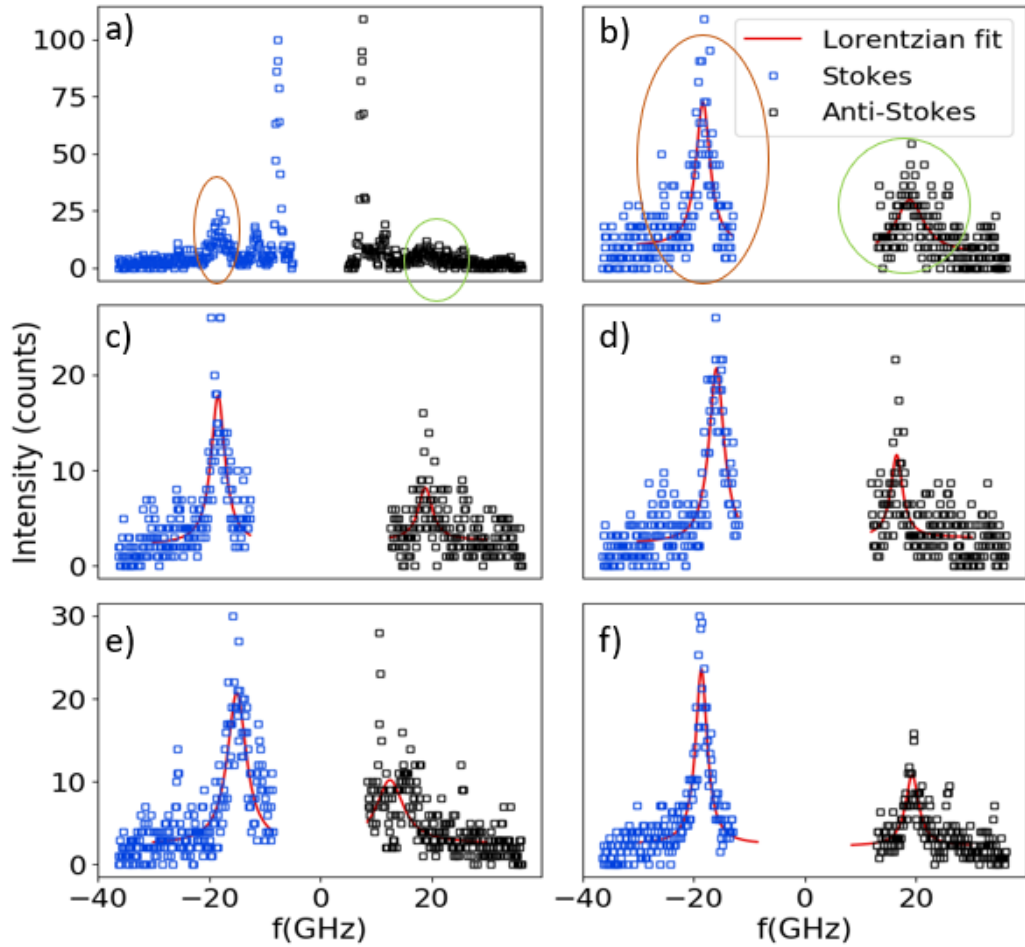 a)
b)
Lorentzian fit
Stokes
Anti-Stokes
100
75
50
25
0
c)
d)
20
10
0
e)
f)
30
20
10
0
Intensity (counts)
−40 −20 0 20
−40 −20 0 20
f(GHz)
f(GHz)